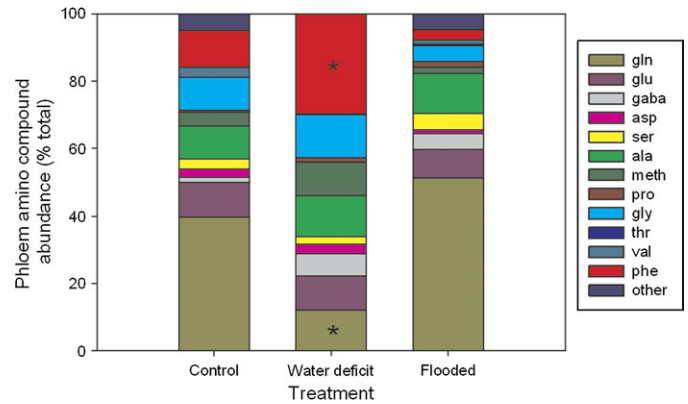 Phloem amino compound
abundance (% total)
100
80
60
40
20
0
*
*
Control
Water deficit
Flooded
Treatment
gln
glu
gaba
asp
ser
ala
meth
pro
gly
thr
val
phe
other